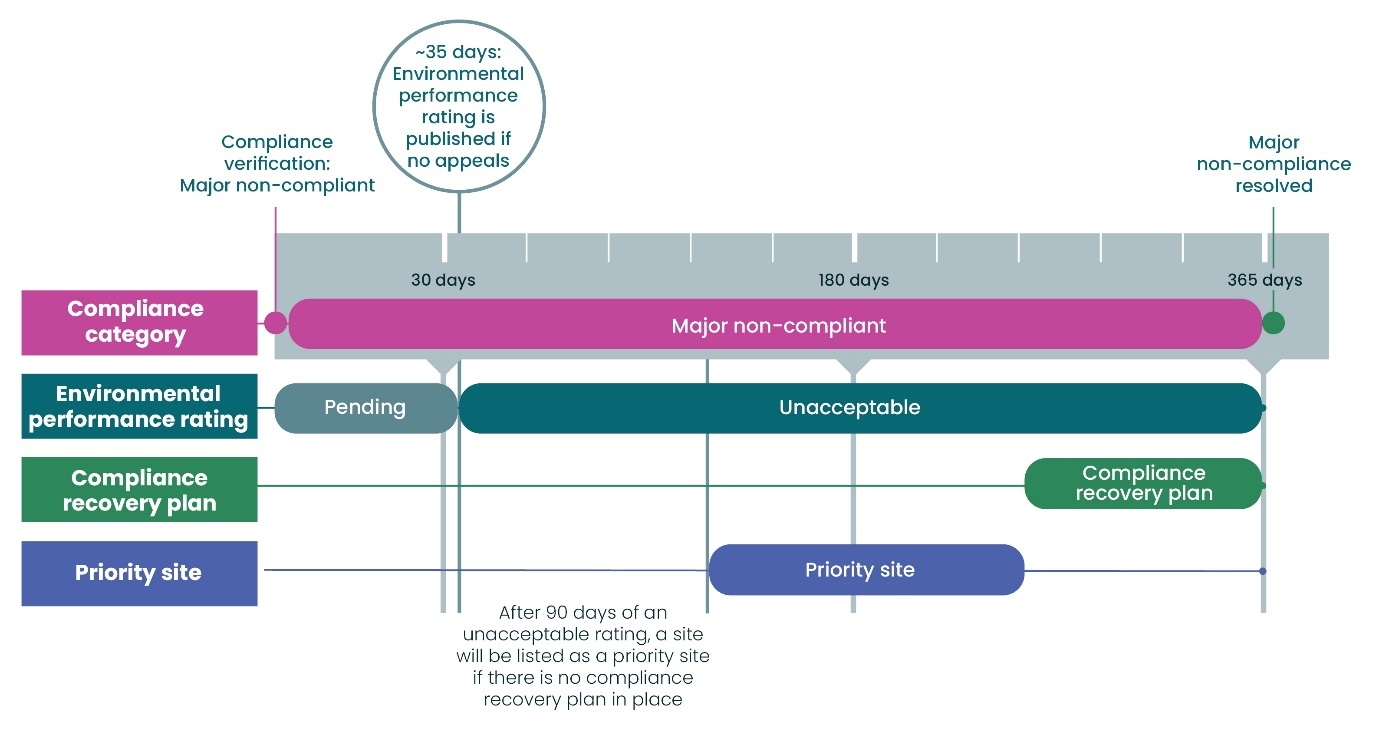 ~35 days:
Environmental
performance
rating is
published if
no appeals
Compliance
verification:
Major non-compliant
Major
non-compliance
resolved
30 days
180 days
365 days
Compliance
category
Major non-compliant
Environmental
performance rating
Pending
Unacceptable
Compliance
recovery plan
Compliance
recovery plan
Priority site
Priority site
After 90 days of an
unacceptable rating, a site
will be listed as a priority site
if there is no compliance
recovery plan in place